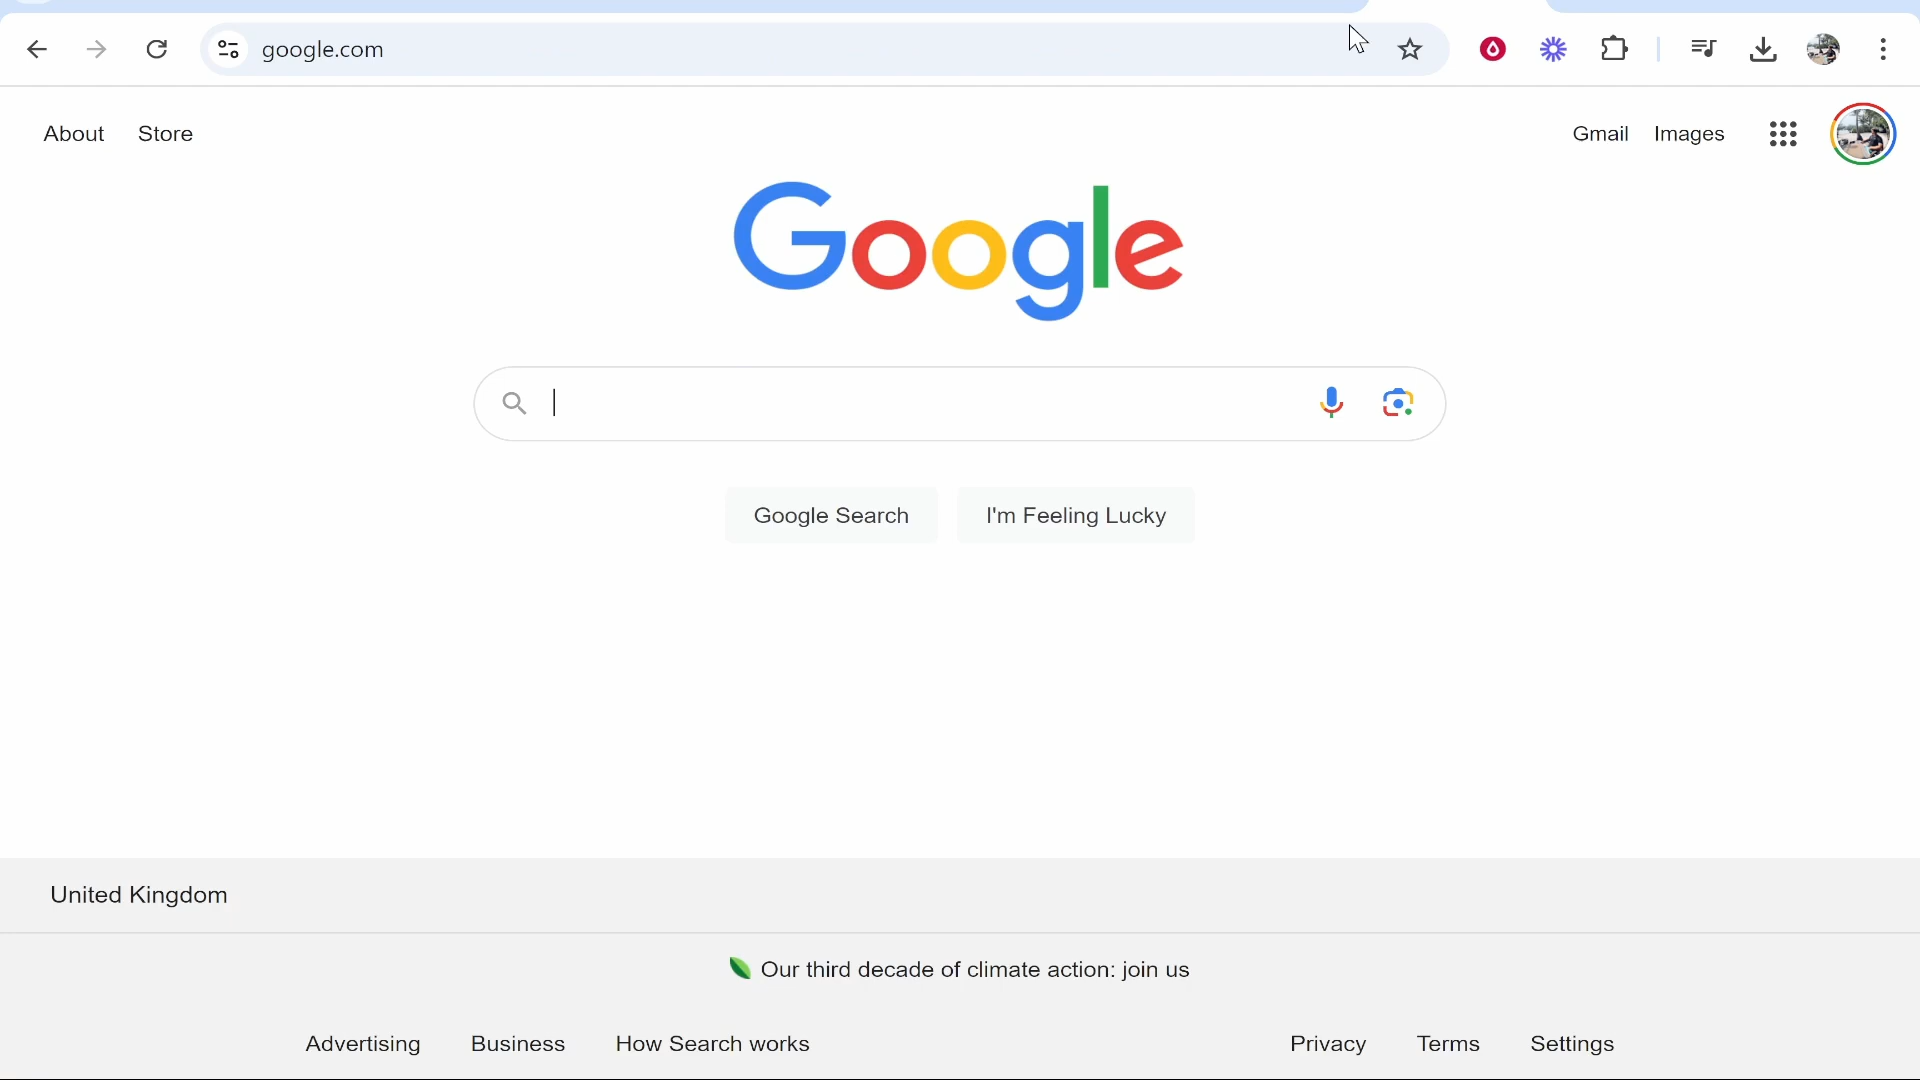 google.com
About Store
Gmail Images
Google
Google Search I'm Feeling Lucky
United Kingdom
Our third decade of climate action: join us
Advertising Business How Search works
Privacy Terms Settings